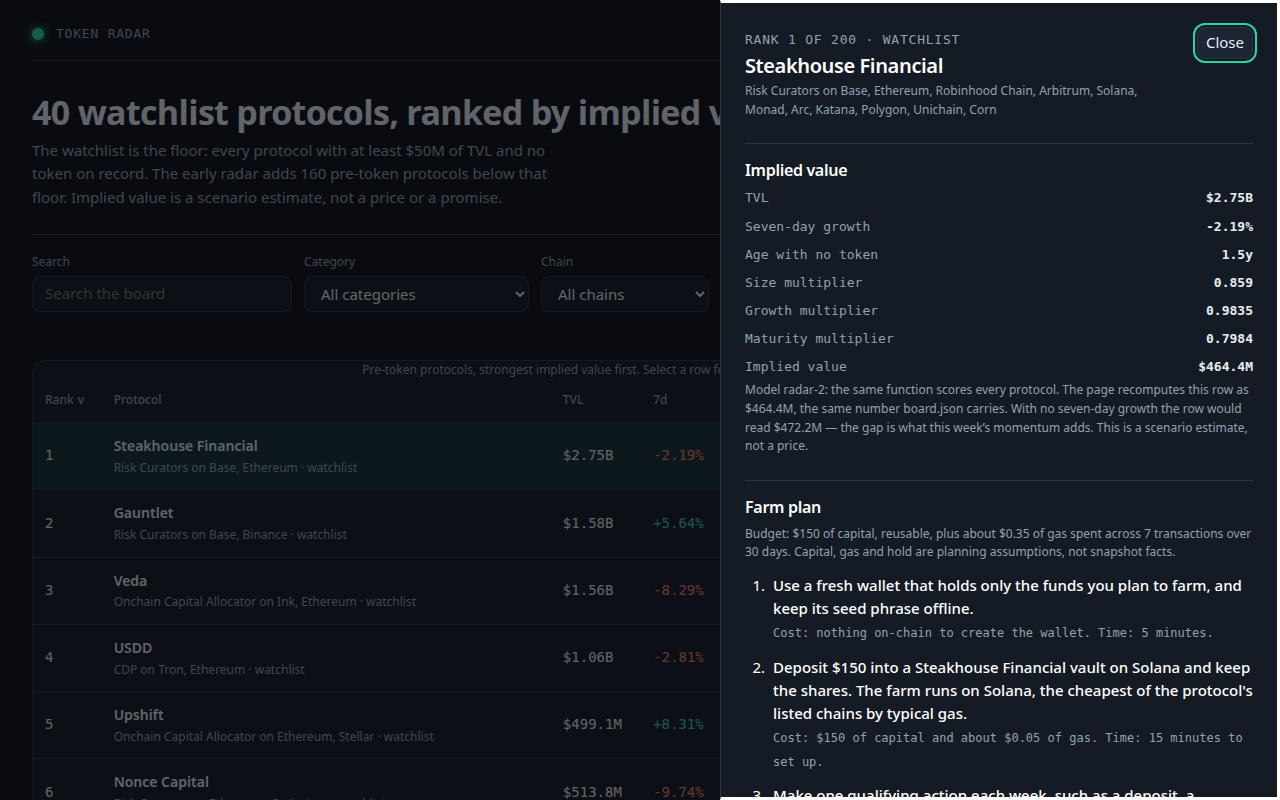 TOKEN RADAR
40 watchlist protocols, ranked by implied v
The watchlist is the floor: every protocol with at least $50M of TVL and no
token on record. The early radar adds 160 pre-token protocols below that
floor. Implied value is a scenario estimate, not a price or a promise.
Search
Category
Chain
Search the board
All categories
All chains
Pre-token protocols, strongest implied value first. Select a row fo
Rank v
Protocol
TVL
7d
1
Steakhouse Financial
Risk Curators on Base, Ethereum · watchlist
$2.75B
-2.19%
2
Gauntlet
Risk Curators on Base, Binance · watchlist
$1.58B
+5.64%
3
Veda
Onchain Capital Allocator on Ink, Ethereum · watchlist
$1.56B
-8.29%
4
USDD
CDP on Tron, Ethereum · watchlist
$1.06B
-2.81%
5
Upshift
Onchain Capital Allocator on Ethereum, Stellar · watchlist
$499.1M
+8.31%
6
Nonce Capital
$513.8M
-9.74%
RANK 1 OF 200 · WATCHLIST
Close
Steakhouse Financial
Risk Curators on Base, Ethereum, Robinhood Chain, Arbitrum, Solana,
Monad, Arc, Katana, Polygon, Unichain, Corn
Implied value
TVL $2.75B
Seven-day growth -2.19%
Age with no token 1.5y
Size multiplier 0.859
Growth multiplier 0.9835
Maturity multiplier 0.7984
Implied value $464.4M
Model radar-2: the same function scores every protocol. The page recomputes this row as
$464.4M, the same number board.json carries. With no seven-day growth the row would
read $472.2M — the gap is what this week's momentum adds. This is a scenario estimate,
not a price.
Farm plan
Budget: $150 of capital, reusable, plus about $0.35 of gas spent across 7 transactions over
30 days. Capital, gas and hold are planning assumptions, not snapshot facts.
1. Use a fresh wallet that holds only the funds you plan to farm, and
keep its seed phrase offline.
Cost: nothing on-chain to create the wallet. Time: 5 minutes.
2. Deposit $150 into a Steakhouse Financial vault on Solana and keep
the shares. The farm runs on Solana, the cheapest of the protocol's
listed chains by typical gas.
Cost: $150 of capital and about $0.05 of gas. Time: 15 minutes to
set up.
3. Make one qualifying action each week, such as a deposit, a